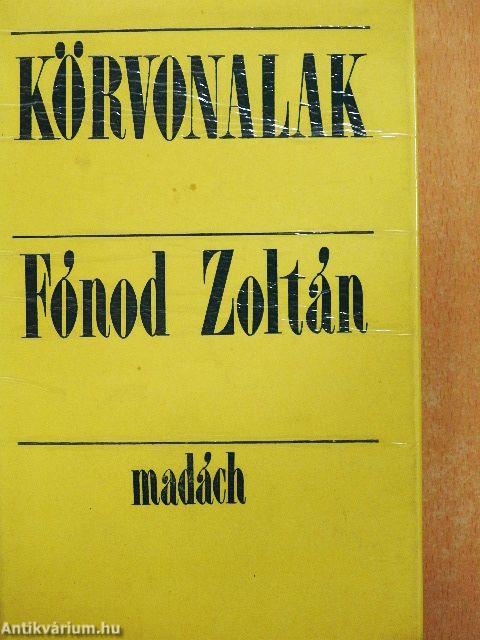 KÖRVONALAK
Fónod Zoltán
madách
Antikvárium.hu